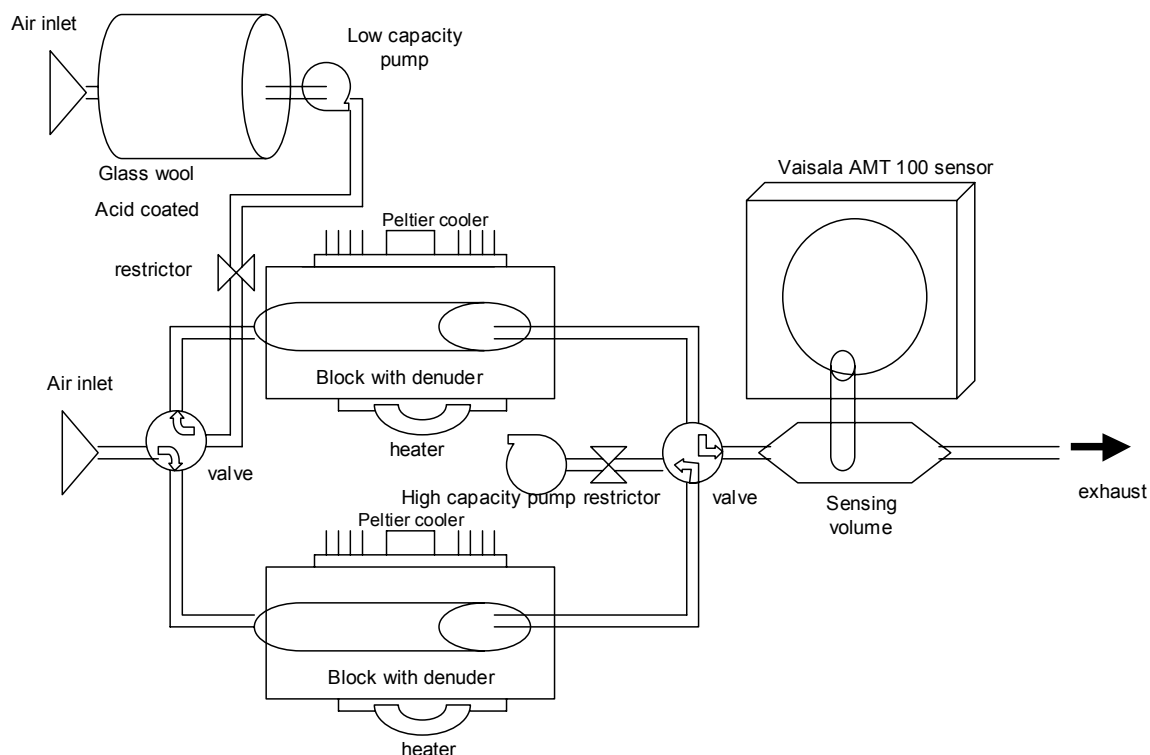 Air inlet
Low capacity
pump
Glass wool
Acid coated
Vaisala AMT 100 sensor
Peltier cooler
restrictor
Block with denuder
Air inlet
heater
valve
High capacity pump
restrictor
valve
exhaust
Sensing
volume
Peltier cooler
Block with denuder
heater